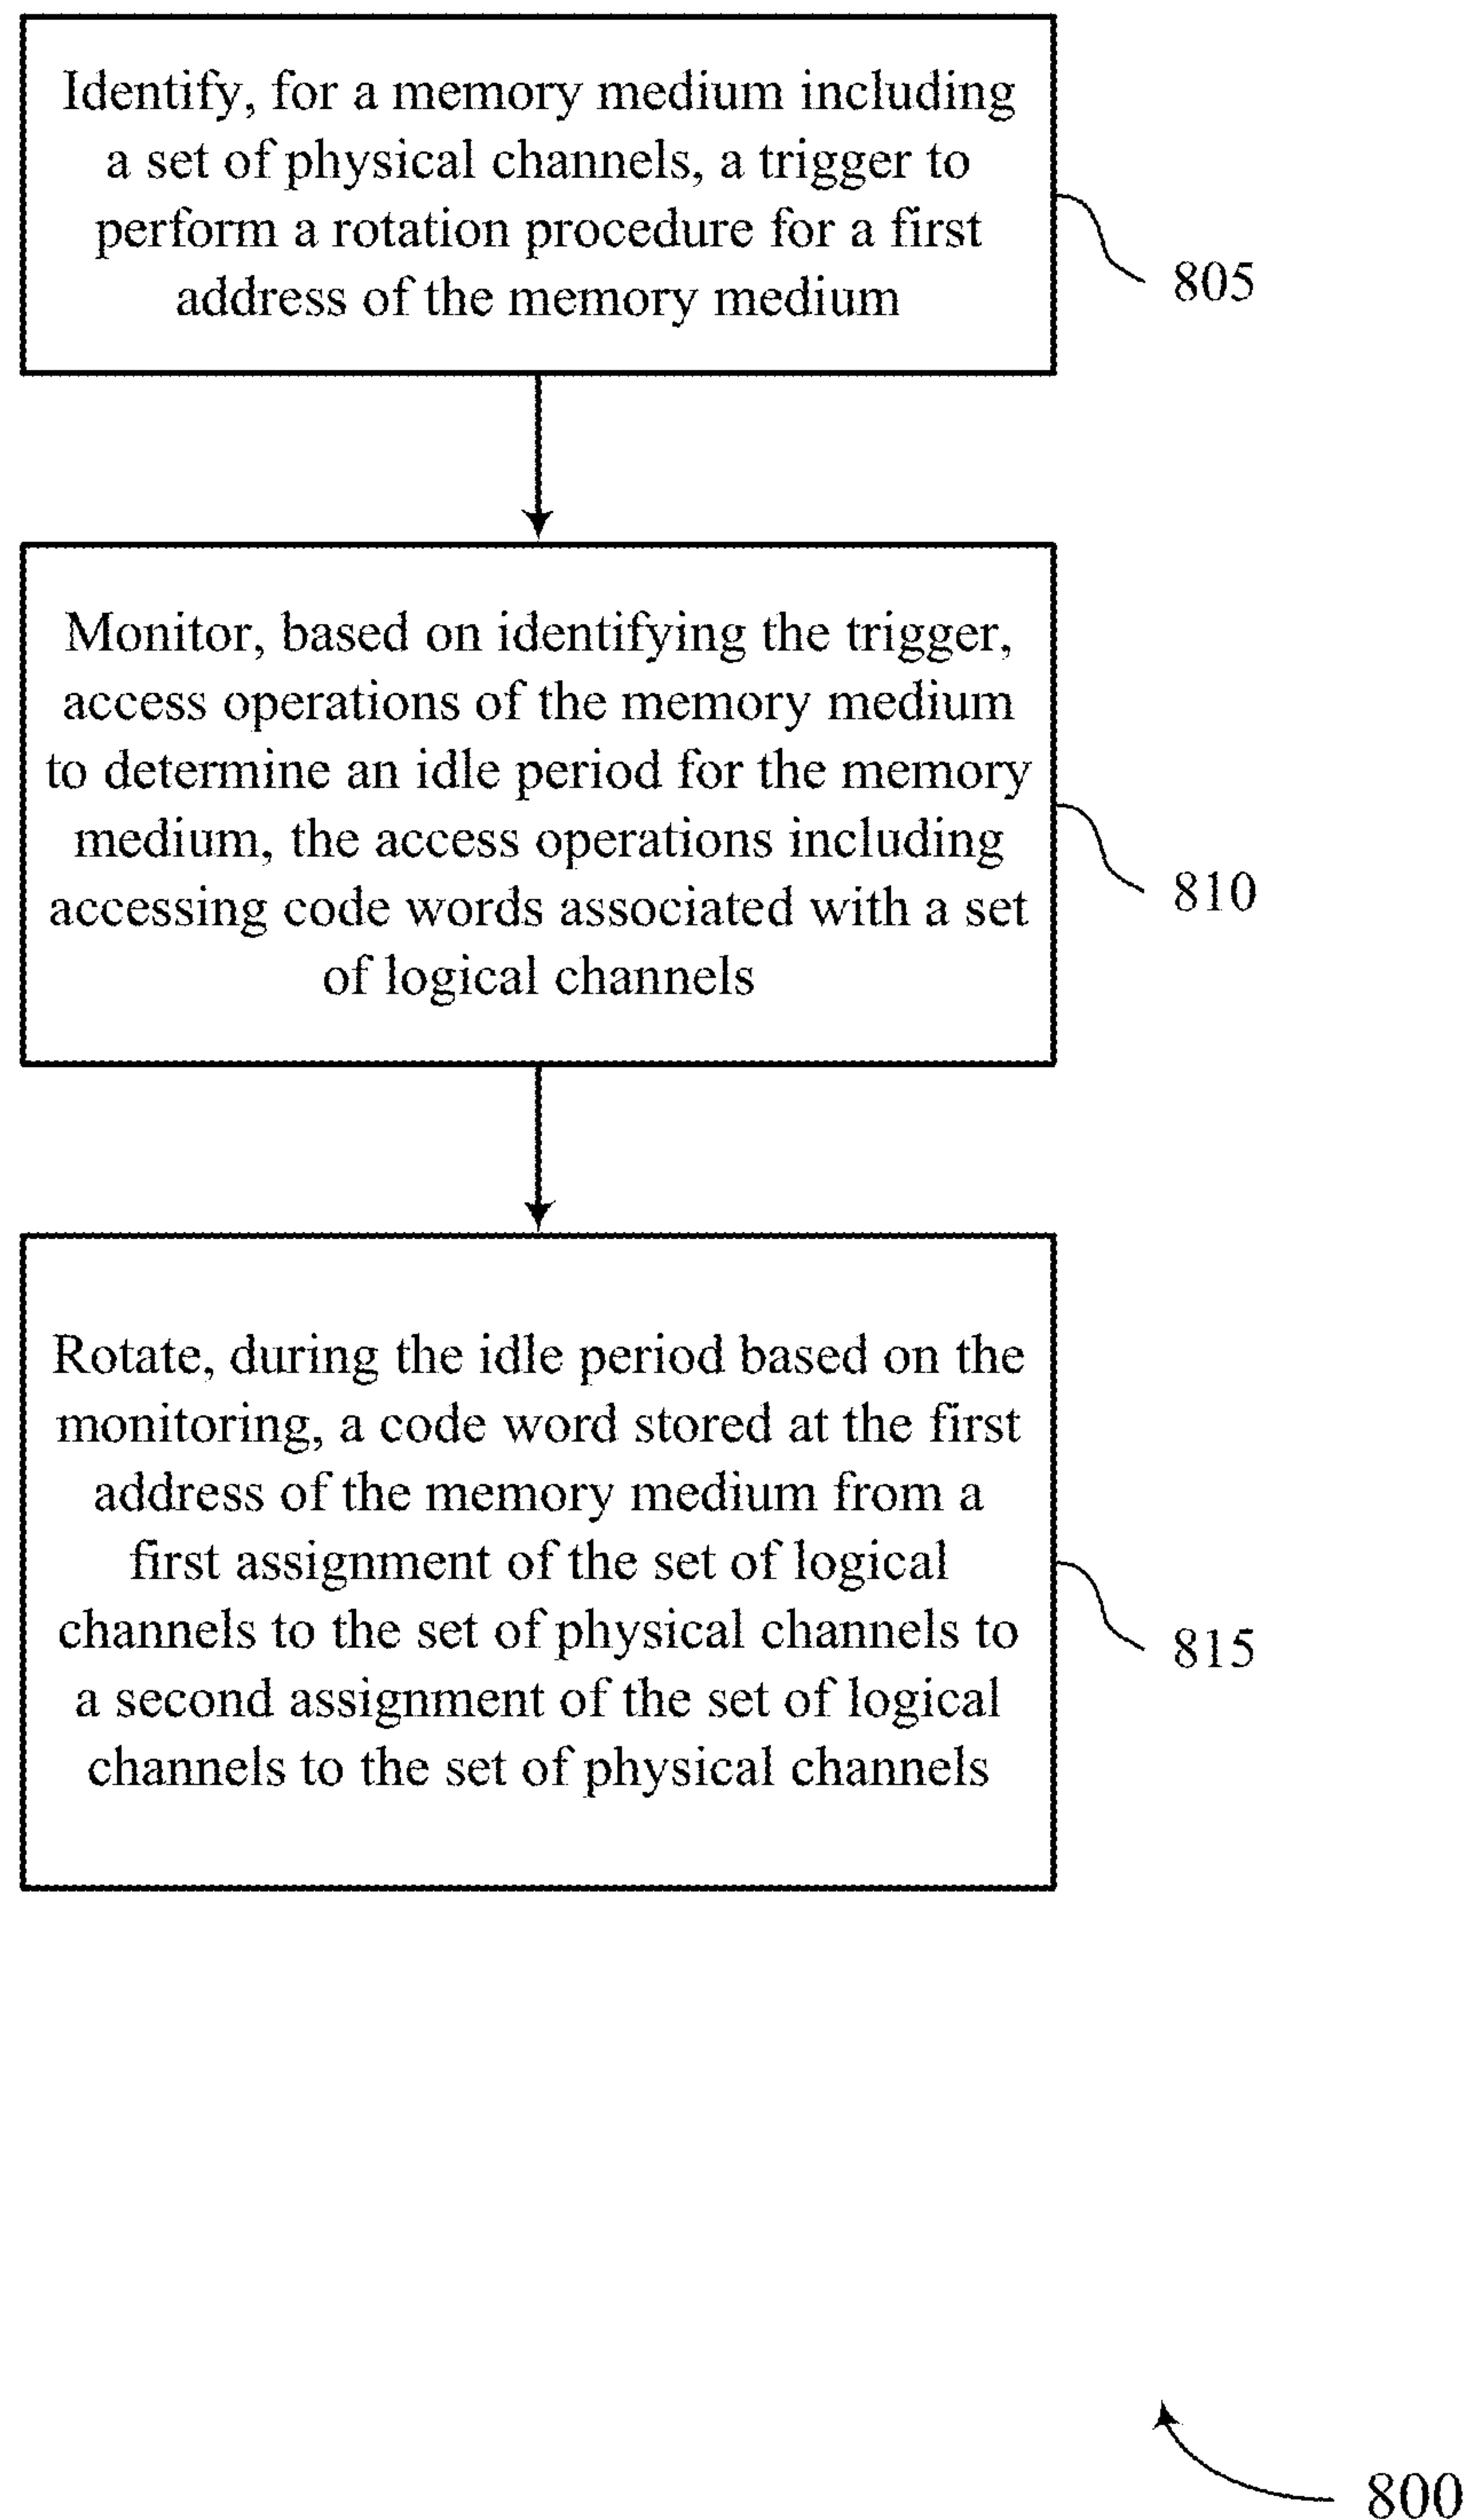 Identify, for a memory medium including
a set of physical channels, a trigger to
perform a rotation procedure for a first
address of the memory medium
805
Monitor, based on identifying the trigger,
access operations of the memory medium
to determine an idle period for the memory
medium, the access operations including
accessing code words associated with a set
of logical channels
810
Rotate, during the idle period based on the
monitoring, a code word stored at the first
address of the memory medium from a
first assignment of the set of logical
channels to the set of physical channels to
a second assignment of the set of logical
channels to the set of physical channels
815
800